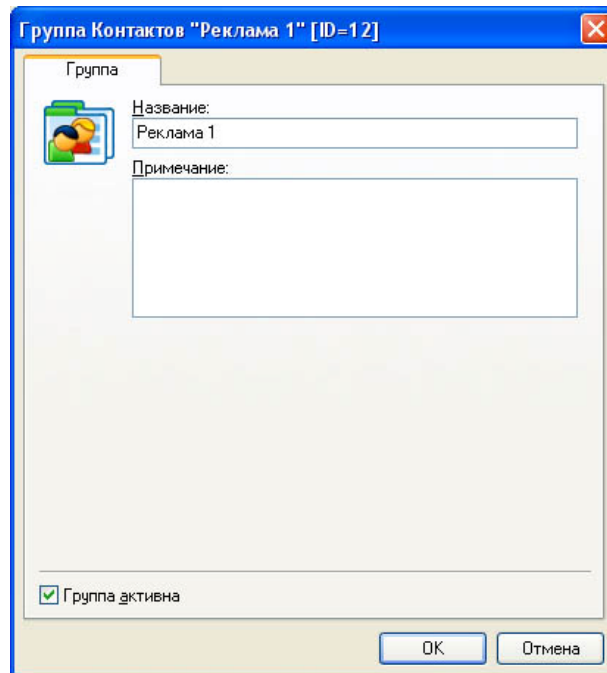 Группа Контактов "Реклама 1" [ID=12]
Группа
Название:
Реклама 1
Примечание:
Группа активна
OK
Отмена